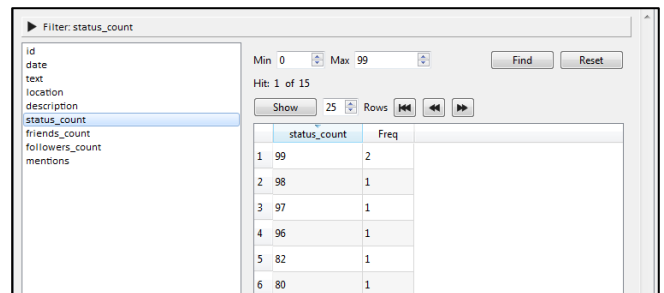 Filter: status_count
id
date
text
location
description
status_count
friends_count
followers_count
mentions
Min 0 Max 99 Find Reset
Hit: 1 of 15
Show 25 Rows
status_count Freq
1 99 2
2 98 1
3 97 1
4 96 1
5 82 1
6 80 1